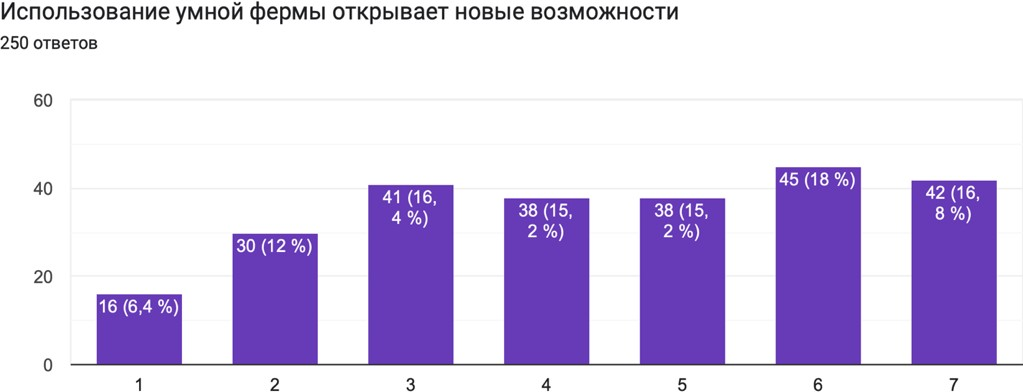 Использование умной фермы открывает новые возможности
250 ответов
60
40
20
0
16 (6,4 %)
30 (12 %)
41 (16,
4 %)
38 (15,
2 %)
38 (15,
2 %)
45 (18 %)
42 (16,
8 %)
1 2 3 4 5 6 7